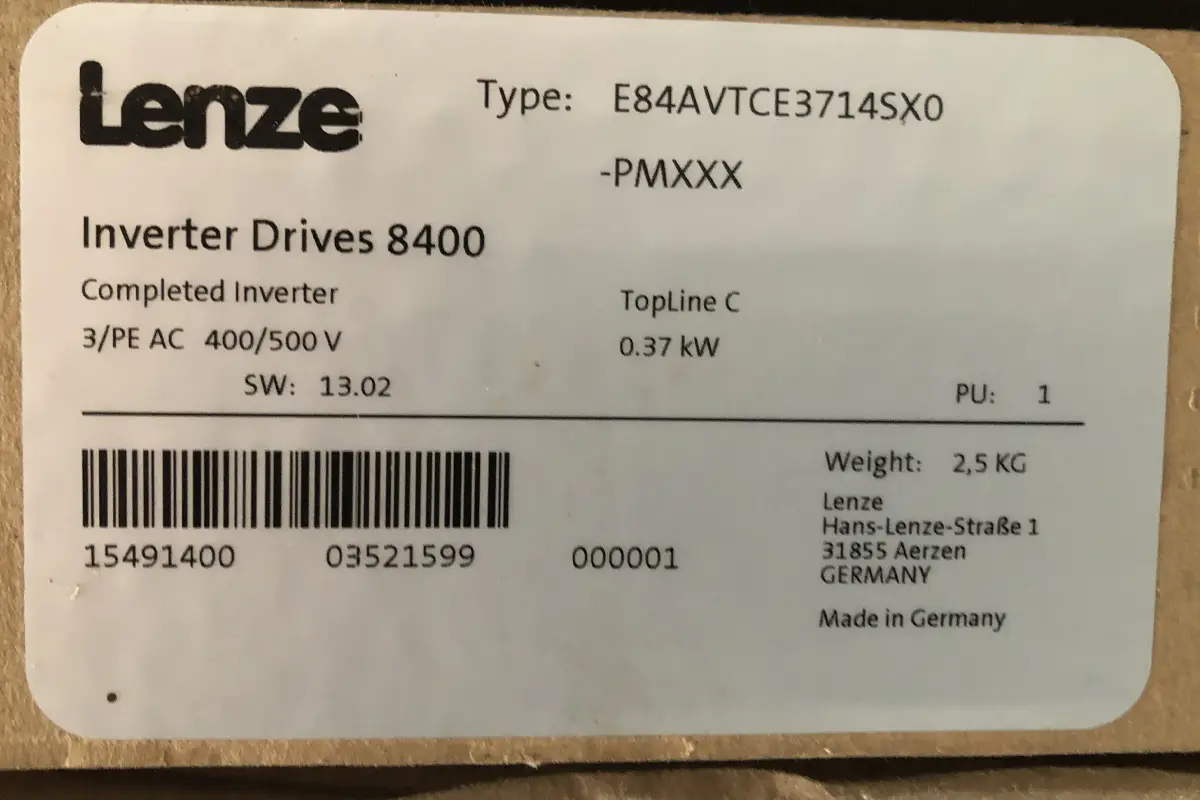 Lenze
Type: E84AVTCE3714SX0
-PMXXX
Inverter Drives 8400
Completed Inverter
TopLine C
3/PE AC 400/500 V
0.37 kW
SW: 13.02
PU: 1
Weight: 2,5 KG
Lenze
Hans-Lenze-Straße 1
31855 Aerzen
GERMANY
Made in Germany
15491400 03521599 000001